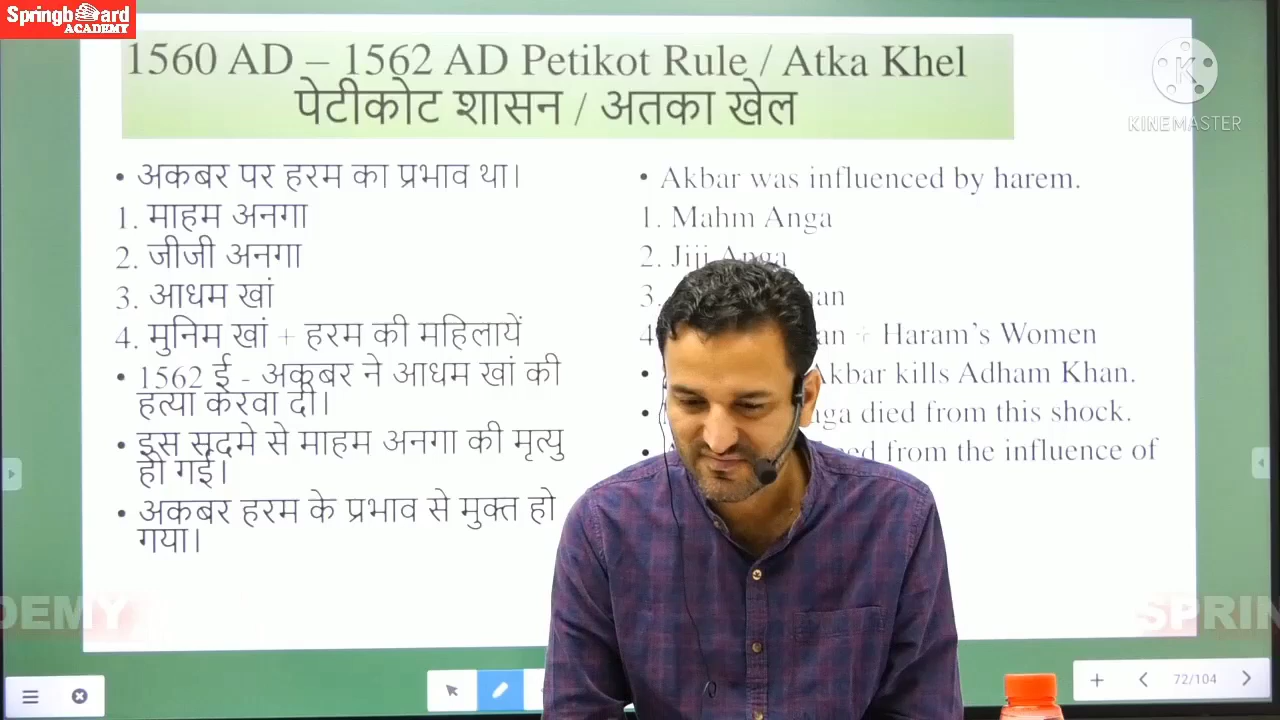 Springboard
ACADEMY
1560 AD – 1562 AD Petikot Rule / Atka Khel
पेटीकोट शासन / अतका खेल
• अकबर पर हरम का प्रभाव था।
1. माहम अनगा
2. जीजी अनगा
3. आधम खां
4. मुनिम खां + हरम की महिलायें
• 1562 ई - अकबर ने आधम खां की
हत्या करवा दी।
• इस सदमे से माहम अनगा की मृत्यु
हो गई।
• अकबर हरम के प्रभाव से मुक्त हो
गया।
• Akbar was influenced by harem.
1. Mahm Anga
2. Jiji Anga
3.
4. + Haram's Women
• Akbar kills Adham Khan.
• died from this shock.
• from the influence of
K
KINEMASTER
72/104